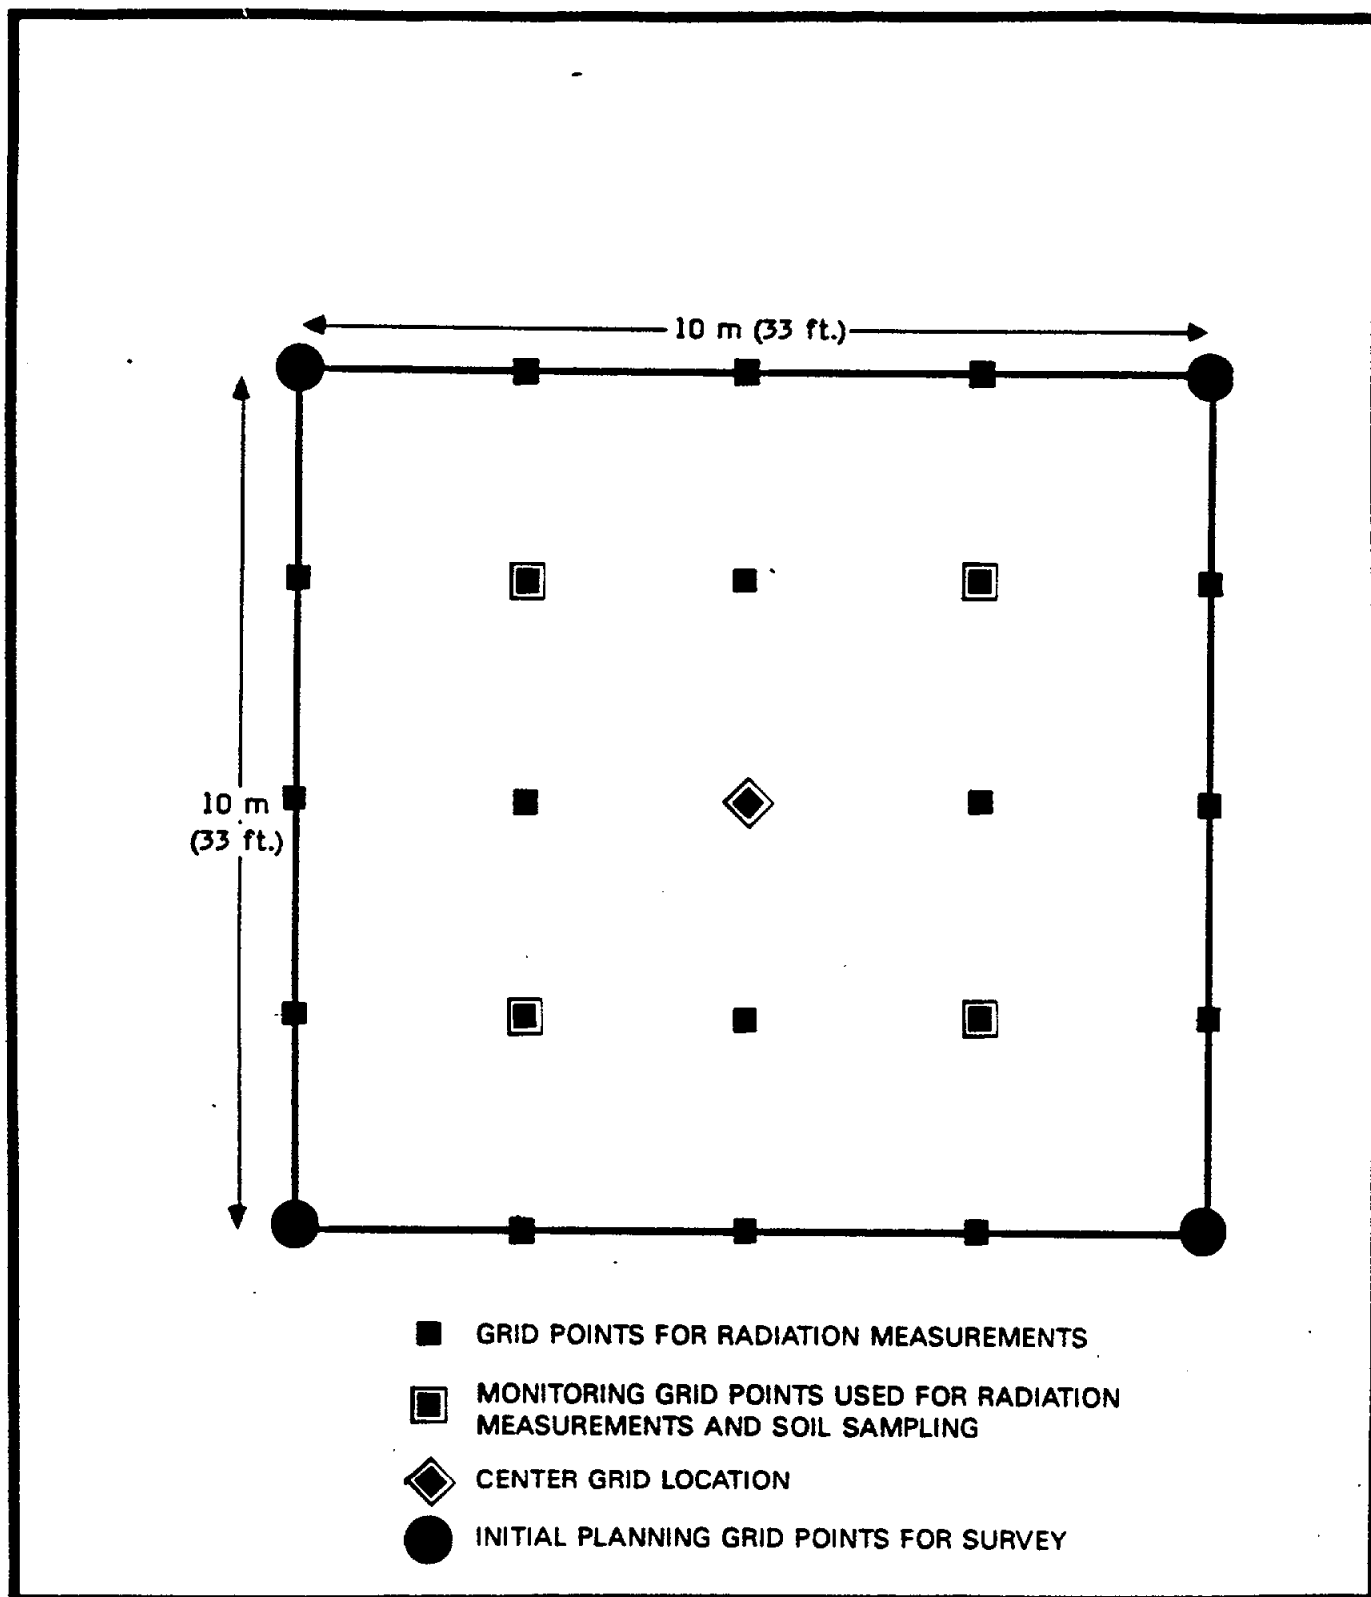 10 m (33 ft.)
10 m
(33 ft.)
GRID POINTS FOR RADIATION MEASUREMENTS
MONITORING GRID POINTS USED FOR RADIATION
MEASUREMENTS AND SOIL SAMPLING
CENTER GRID LOCATION
INITIAL PLANNING GRID POINTS FOR SURVEY